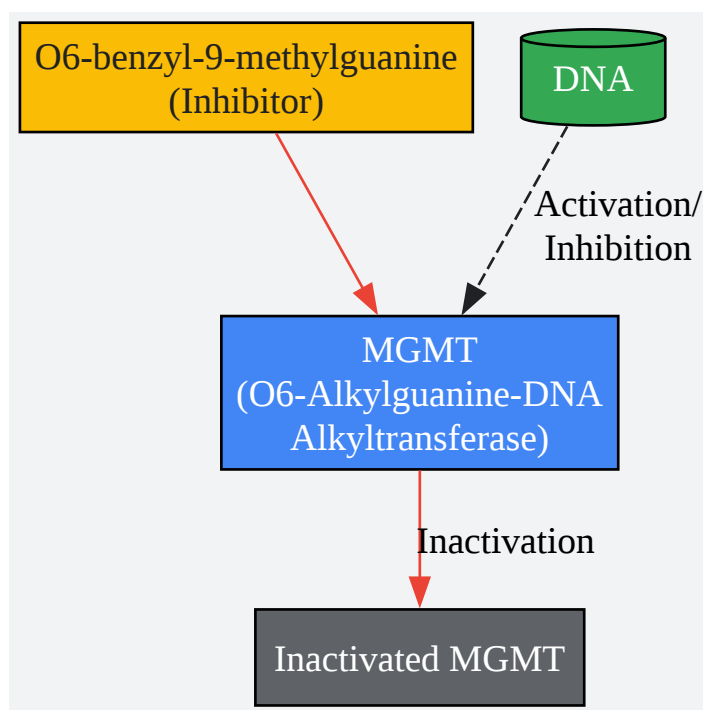 O6-benzyl-9-methylguanine
(Inhibitor)
DNA
Activation/
Inhibition
MGMT
(O6-Alkylguanine-DNA
Alkyltransferase)
Inactivation
Inactivated MGMT